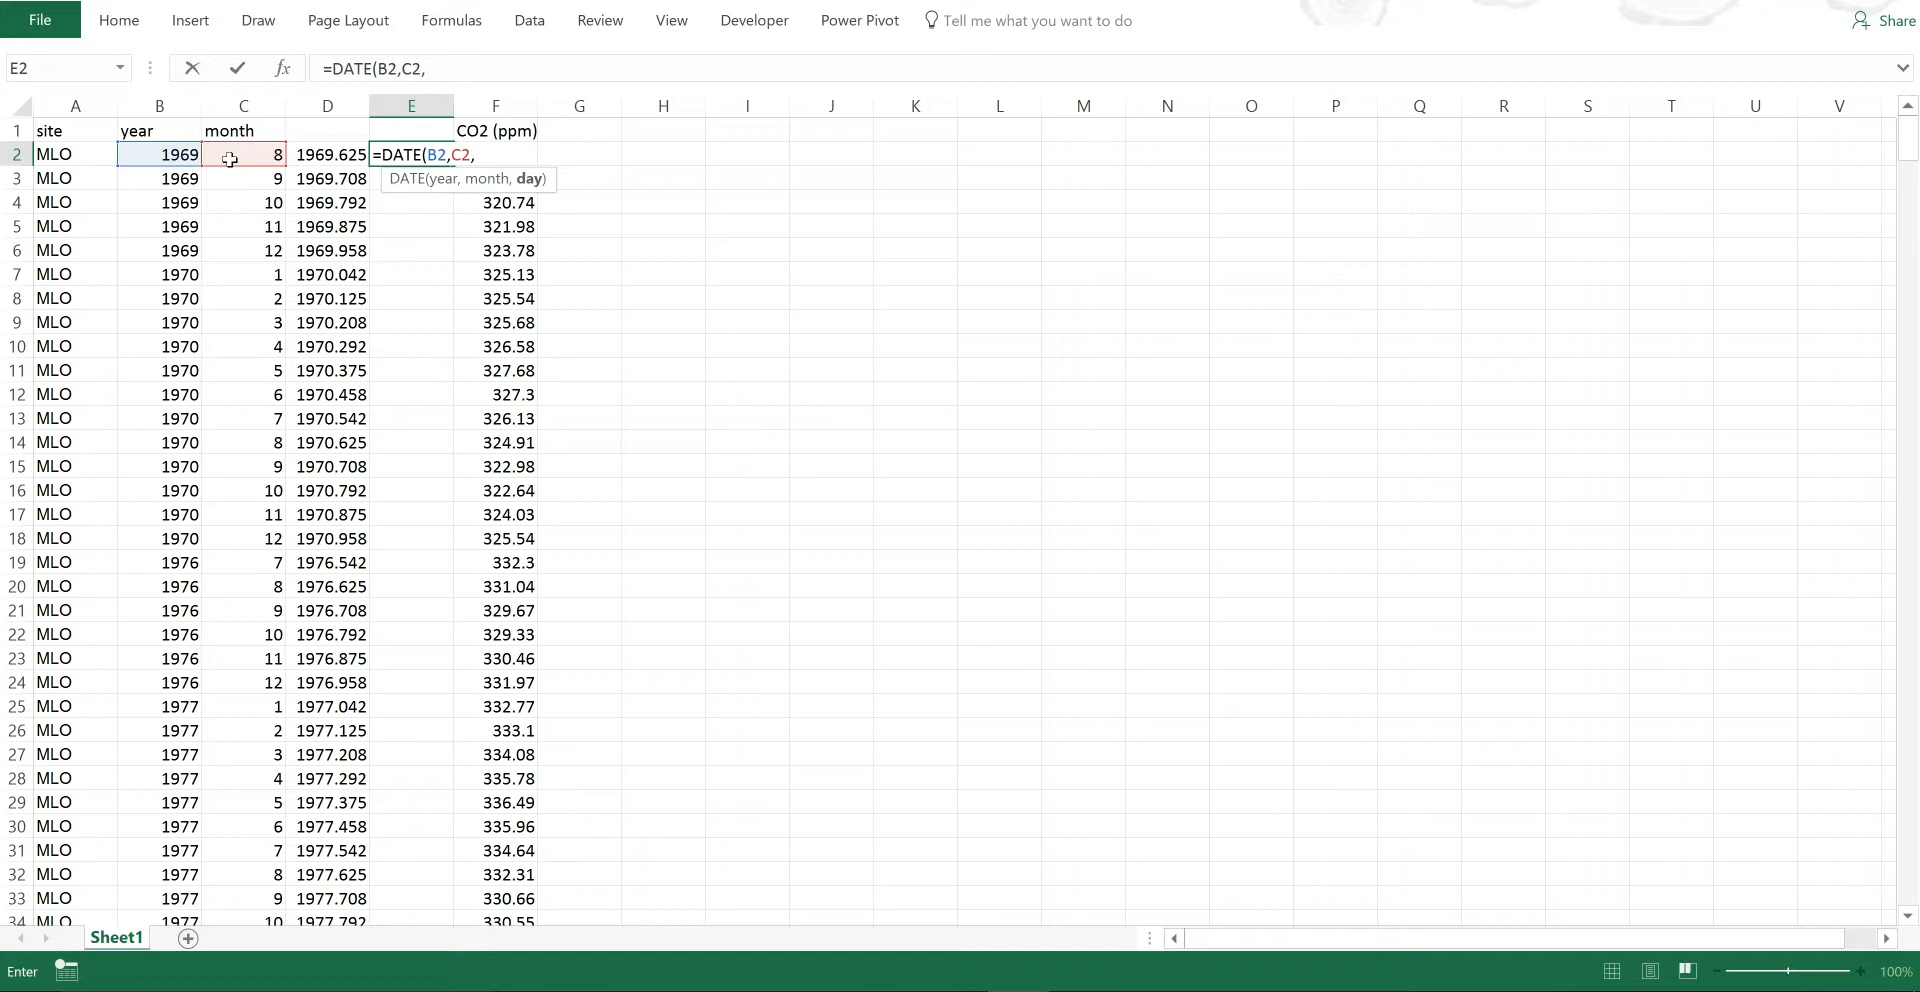 File Home Insert Draw Page Layout Formulas Data Review View Developer Power Pivot Tell me what you want to do Share
E2 fx =DATE(B2,C2,
A B C D E F G H I J K L M N O P Q R S T U V
1 site year month CO2 (ppm)
2 MLO 1969 8 1969.625 =DATE(B2,C2,
3 MLO 1969 9 1969.708 DATE(year, month, day)
4 MLO 1969 10 1969.792 320.74
5 MLO 1969 11 1969.875 321.98
6 MLO 1969 12 1969.958 323.78
7 MLO 1970 1 1970.042 325.13
8 MLO 1970 2 1970.125 325.54
9 MLO 1970 3 1970.208 325.68
10 MLO 1970 4 1970.292 326.58
11 MLO 1970 5 1970.375 327.68
12 MLO 1970 6 1970.458 327.3
13 MLO 1970 7 1970.542 326.13
14 MLO 1970 8 1970.625 324.91
15 MLO 1970 9 1970.708 322.98
16 MLO 1970 10 1970.792 322.64
17 MLO 1970 11 1970.875 324.03
18 MLO 1970 12 1970.958 325.54
19 MLO 1976 7 1976.542 332.3
20 MLO 1976 8 1976.625 331.04
21 MLO 1976 9 1976.708 329.67
22 MLO 1976 10 1976.792 329.33
23 MLO 1976 11 1976.875 330.46
24 MLO 1976 12 1976.958 331.97
25 MLO 1977 1 1977.042 332.77
26 MLO 1977 2 1977.125 333.1
27 MLO 1977 3 1977.208 334.08
28 MLO 1977 4 1977.292 335.78
29 MLO 1977 5 1977.375 336.49
30 MLO 1977 6 1977.458 335.96
31 MLO 1977 7 1977.542 334.64
32 MLO 1977 8 1977.625 332.31
33 MLO 1977 9 1977.708 330.66
34 MLO 1977 10 1977.792 330.55
Sheet1
Enter 100%